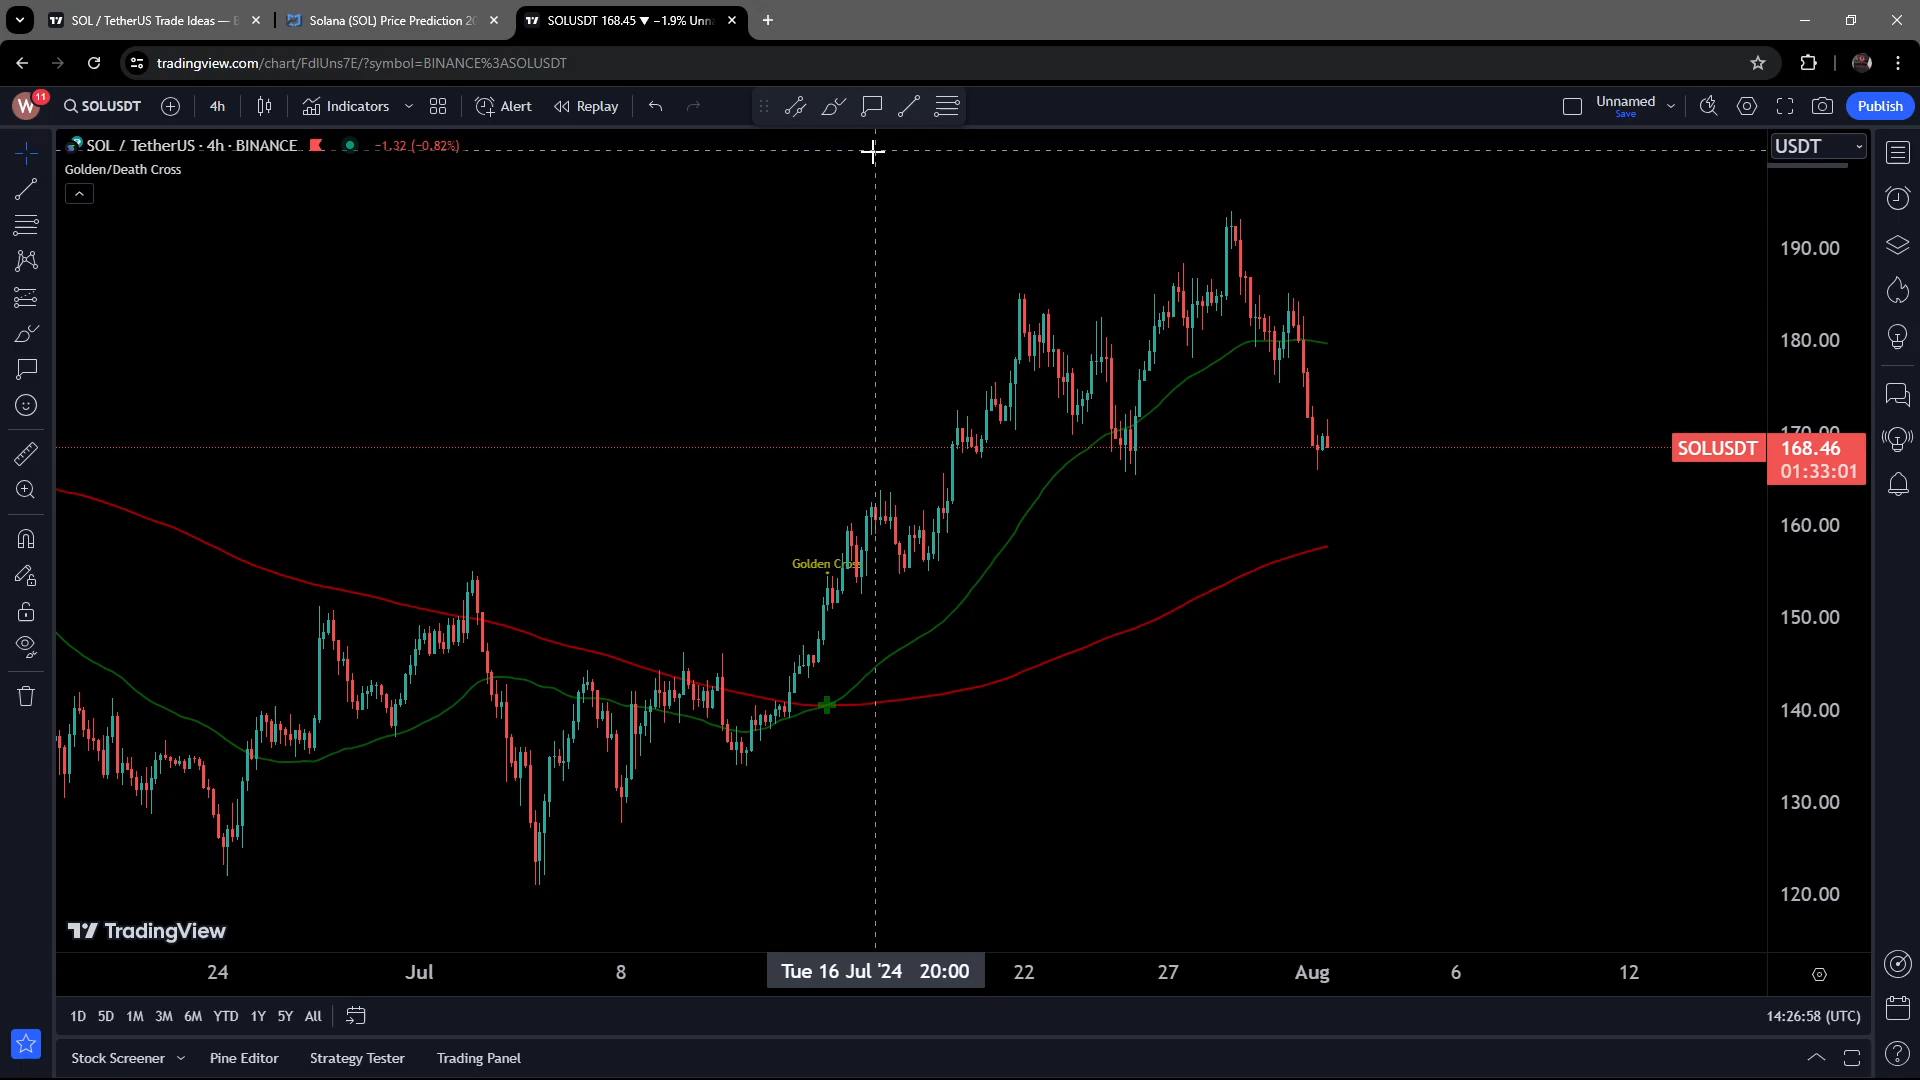 SOL / TetherUS Trade Ideas —
Solana (SOL) Price Prediction 20
SOLUSDT 168.45 ▼ −1.9% Unna
tradingview.com/chart/FdIUns7E/?symbol=BINANCE%3ASOLUSDT
W
11
SOLUSDT
4h
Indicators
Alert
Replay
Unnamed
Save
Publish
SOL / TetherUS · 4h · BINANCE
−1.32 (−0.82%)
USDT
Golden/Death Cross
190.00
180.00
170.00
SOLUSDT
168.46
01:33:01
160.00
Golden Cross
150.00
140.00
130.00
120.00
TradingView
24
Jul
8
Tue 16 Jul '24 20:00
22
27
Aug
6
12
1D
5D
1M
3M
6M
YTD
1Y
5Y
All
14:26:58 (UTC)
Stock Screener
Pine Editor
Strategy Tester
Trading Panel